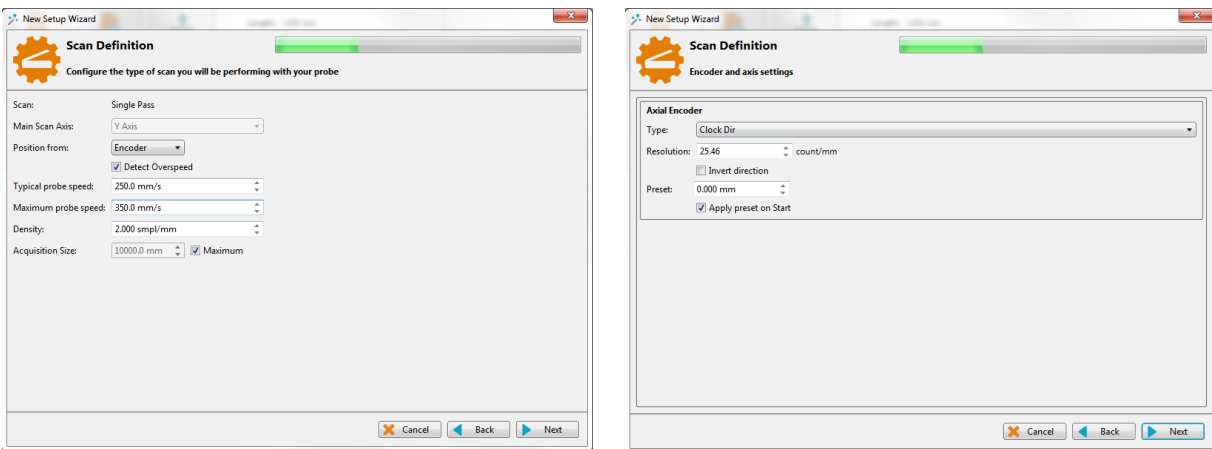 New Setup Wizard
Scan Definition
Configure the type of scan you will be performing with your probe
Scan: Single Pass
Main Scan Axis: Y Axis
Position from: Encoder
Detect Overspeed
Typical probe speed: 250.0 mm/s
Maximum probe speed: 350.0 mm/s
Density: 2.000 smpl/mm
Acquisition Size: 10000.0 mm Maximum
Cancel Back Next
New Setup Wizard
Scan Definition
Encoder and axis settings
Axial Encoder
Type: Clock Dir
Resolution: 25.46 count/mm
Invert direction
Preset: 0.000 mm
Apply preset on Start
Cancel Back Next